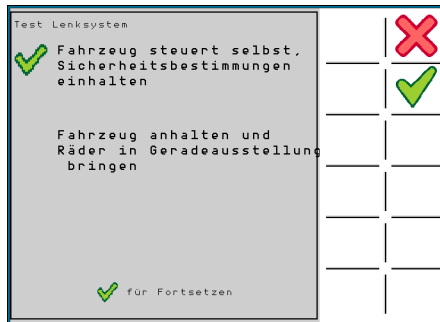 Test Lenksystem
Fahrzeug steuert selbst,
Sicherheitsbestimmungen
einhalten
Fahrzeug anhalten und
Räder in Geradeausstellung
bringen
für Fortsetzen